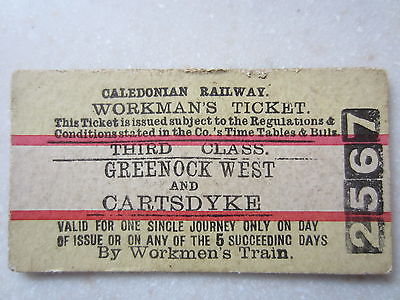 CALEDONIAN RAILWAY.
WORKMAN'S TICKET.
This Ticket is issued subject to the Regulations &
Conditions stated in the Co.'s Time Tables & Bills.
THIRD CLASS.
GREENOCK WEST
AND
CARTSDYKE
VALID FOR ONE SINGLE JOURNEY ONLY ON DAY
OF ISSUE OR ON ANY OF THE 5 SUCCEEDING DAYS
By Workmen's Train.
2567